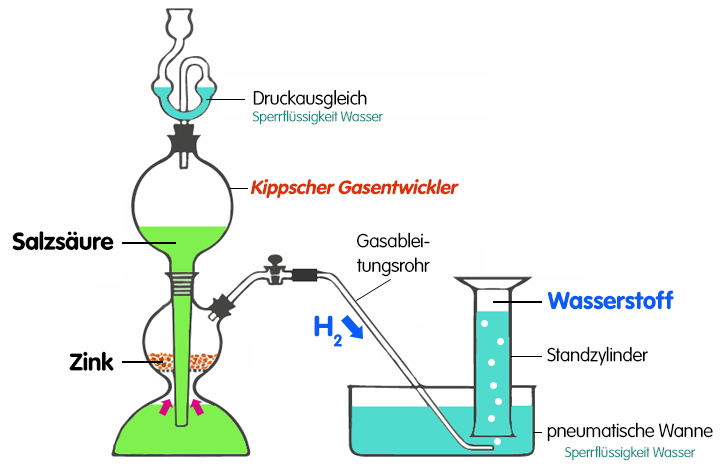 Druckausgleich
Sperrflüssigkeit Wasser
Kippscher Gasentwickler
Salzsäure
Gasablei-
tungsrohr
Wasserstoff
H2
Standzylinder
Zink
pneumatische Wanne
Sperrflüssigkeit Wasser